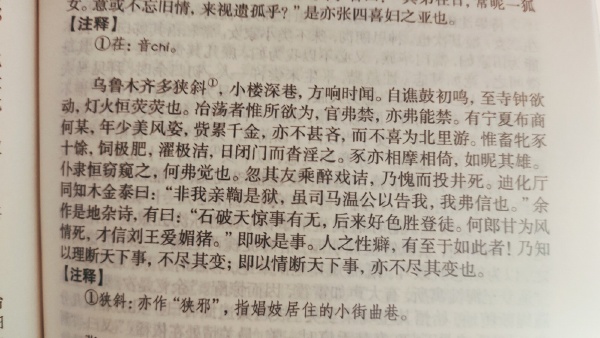 女。意或不忘旧情，来视遗孤乎？”是亦张四喜妇之亚也。
【注释】
①茬：音chí。
乌鲁木齐多狭斜①，小楼深巷，方响时闻。自谯鼓初鸣，至寺钟欲
动，灯火恒荧荧也。冶荡者惟所欲为，官弗禁，亦弗能禁。有宁夏布商
何某，年少美风姿，赀累千金，亦不甚吝，而不喜为北里游。惟畜牝豕
十馀，饲极肥，濯极洁，日闭门而沓淫之。豕亦相摩相倚，如昵其雄。
仆隶恒窃窥之，何弗觉也。忽其友乘醉戏诘，乃愧而投井死。迪化厅
同知木金泰曰：“非我亲鞫是狱，虽司马温公以告我，我弗信也。”余
作是地杂诗，有曰：“石破天惊事有无，后来好色胜登徒。何郎甘为风
情死，才信刘王爱媚猪。”即咏是事。人之性癖，有至于如此者！乃知
以理断天下事，不尽其变；即以情断天下事，亦不尽其变也。
【注释】
①狭斜：亦作“狭邪”，指娼妓居住的小街曲巷。